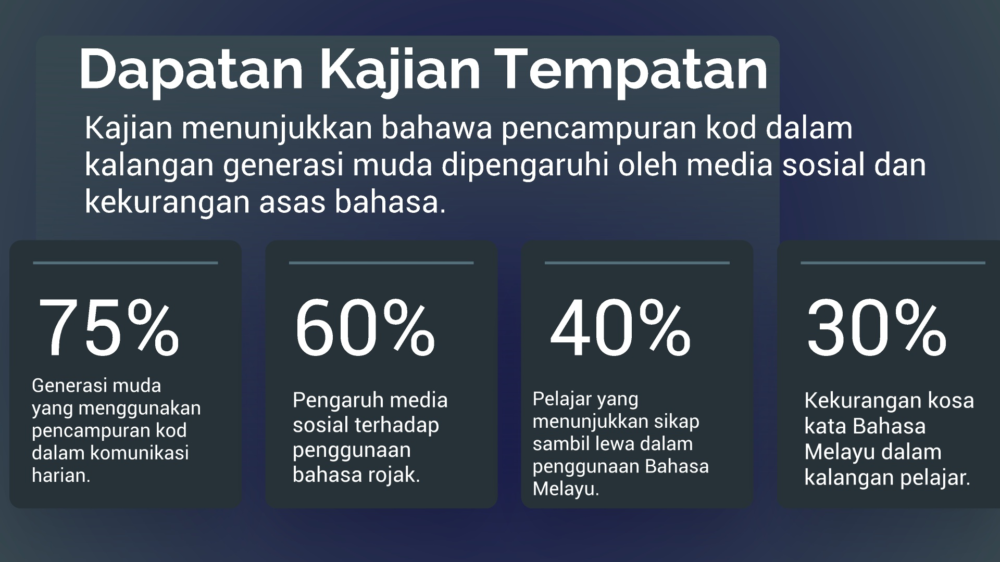 Dapatan Kajian Tempatan
Kajian menunjukkan bahawa pencampuran kod dalam
kalangan generasi muda dipengaruhi oleh media sosial dan
kekurangan asas bahasa.
75%
Generasi muda
yang menggunakan
pencampuran kod
dalam komunikasi
harian.
60%
Pengaruh media
sosial terhadap
penggunaan
bahasa rojak.
40%
Pelajar yang
menunjukkan sikap
sambil lewa dalam
penggunaan Bahasa
Melayu.
30%
Kekurangan kosa
kata Bahasa
Melayu dalam
kalangan pelajar.